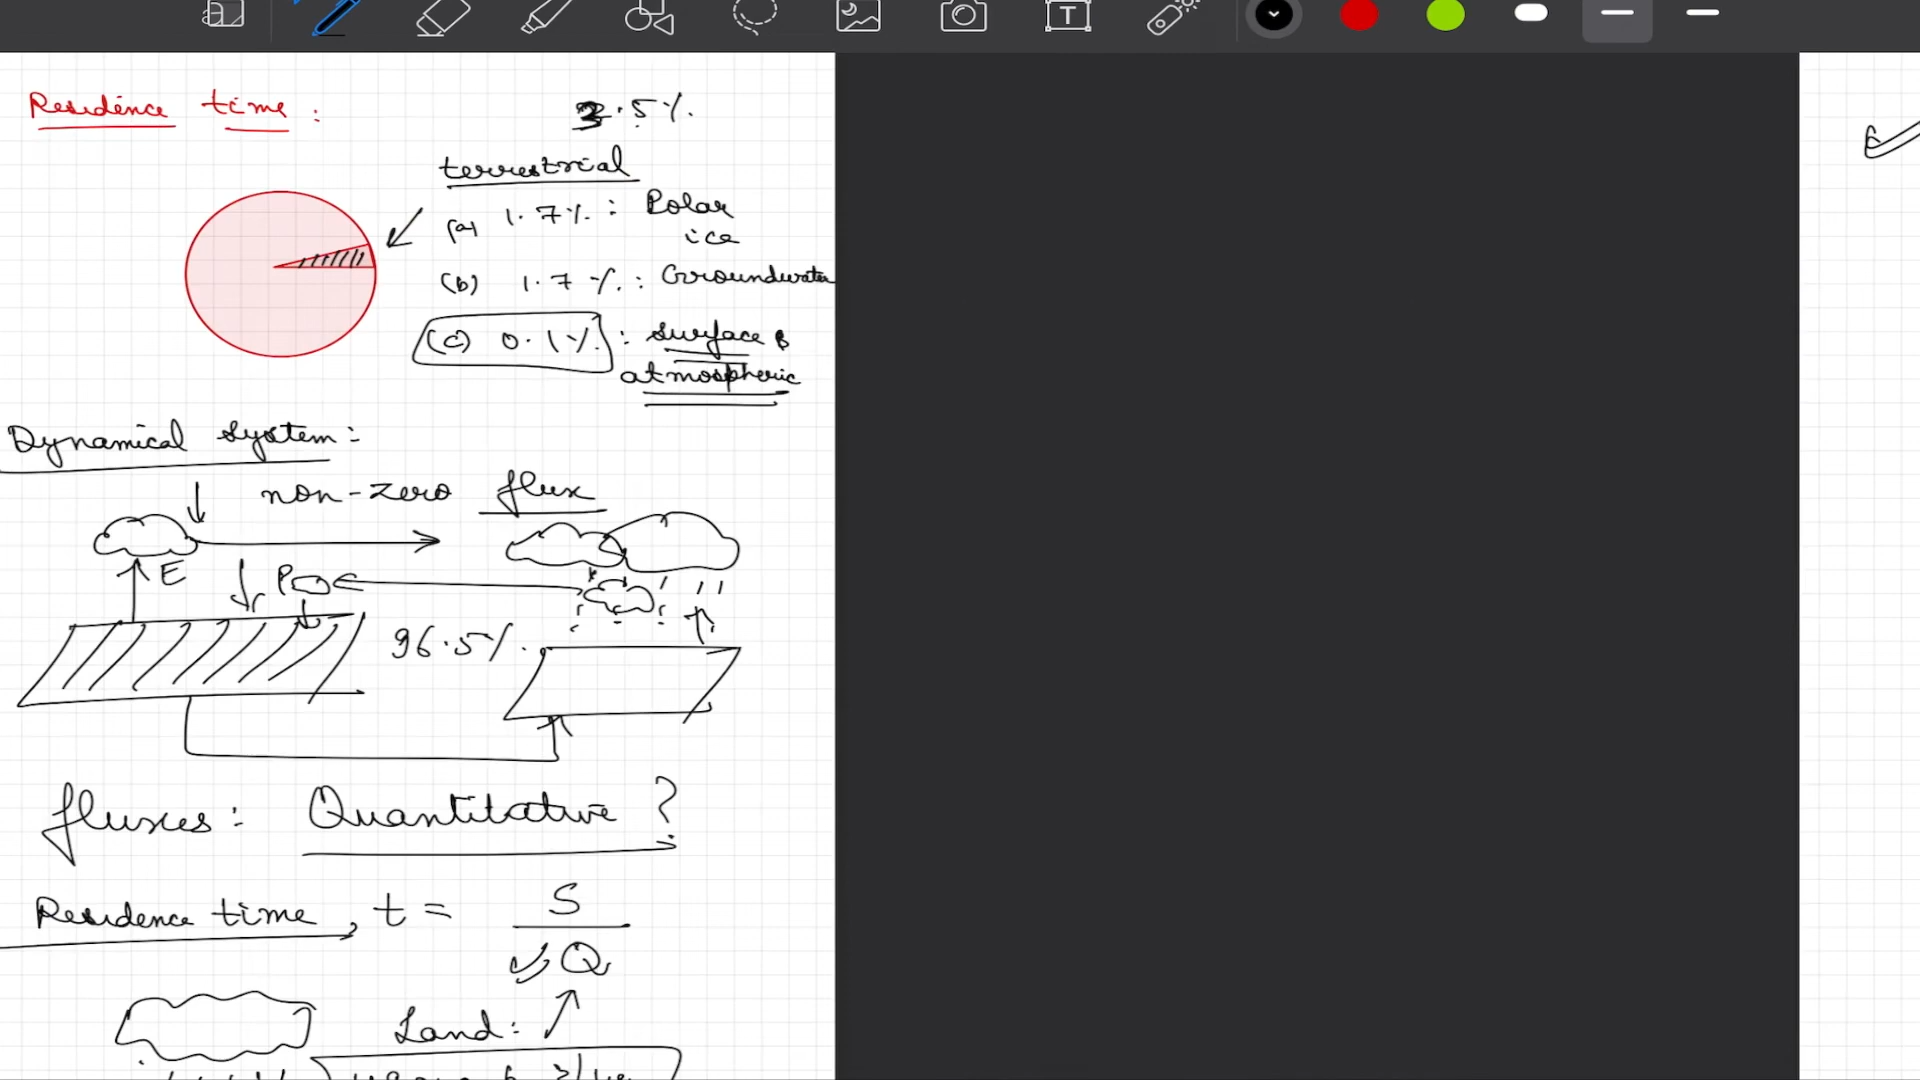 Residence time :
3.5%.
terrestrial
(a) 1.7%. : Polar
ice
(b) 1.7%. : Groundwater
(c) 0.1%. : Surface &
atmospheric
Dynamical system :
non-zero flux
E
P
96.5%.
fluxes : Quantitative ?
Residence time, t = S
Q
Land :